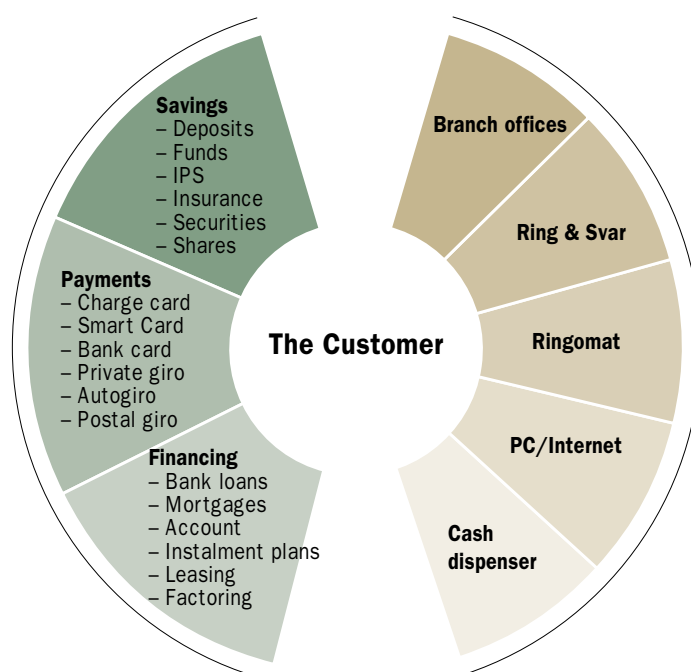 Savings
– Deposits
– Funds
– IPS
– Insurance
– Securities
– Shares
Payments
– Charge card
– Smart Card
– Bank card
– Private giro
– Autogiro
– Postal giro
Financing
– Bank loans
– Mortgages
– Account
– Instalment plans
– Leasing
– Factoring
The Customer
Branch offices
Ring & Svar
Ringomat
PC/Internet
Cash
dispenser